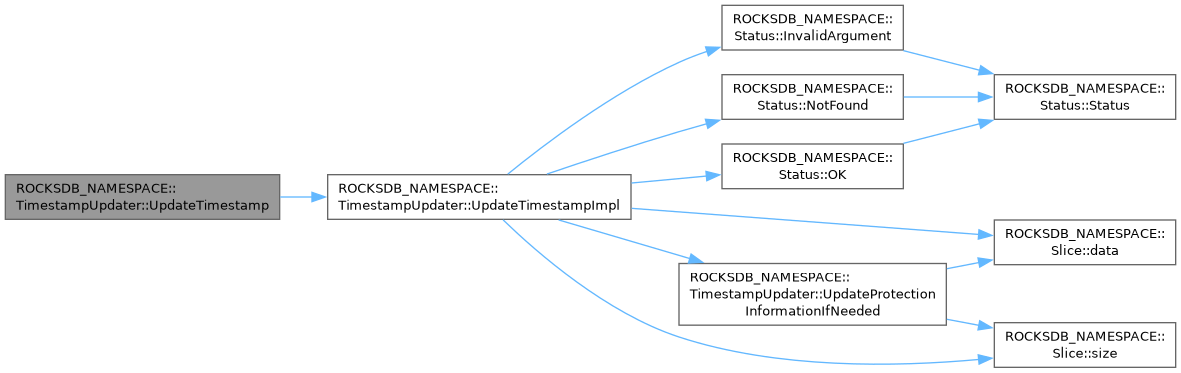 ROCKSDB_NAMESPACE::
TimestampUpdater::UpdateTimestamp
ROCKSDB_NAMESPACE::
TimestampUpdater::UpdateTimestampImpl
ROCKSDB_NAMESPACE::
Status::InvalidArgument
ROCKSDB_NAMESPACE::
Status::NotFound
ROCKSDB_NAMESPACE::
Status::OK
ROCKSDB_NAMESPACE::
TimestampUpdater::UpdateProtection
InformationIfNeeded
ROCKSDB_NAMESPACE::
Status::Status
ROCKSDB_NAMESPACE::
Slice::data
ROCKSDB_NAMESPACE::
Slice::size